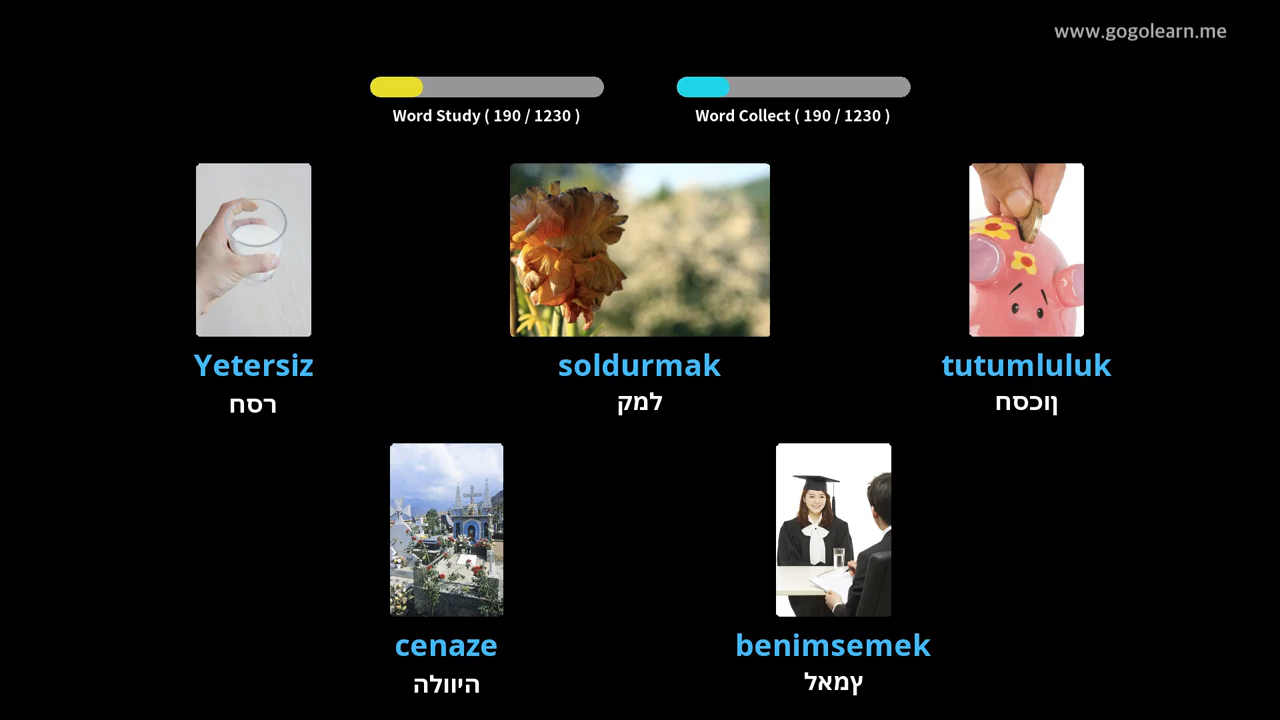 www.gogolearn.me
Word Study ( 190 / 1230 )
Word Collect ( 190 / 1230 )
Yetersiz
רסח
soldurmak
למק
tutumluluk
ןוכסח
cenaze
היוולה
benimsemek
ץמאל